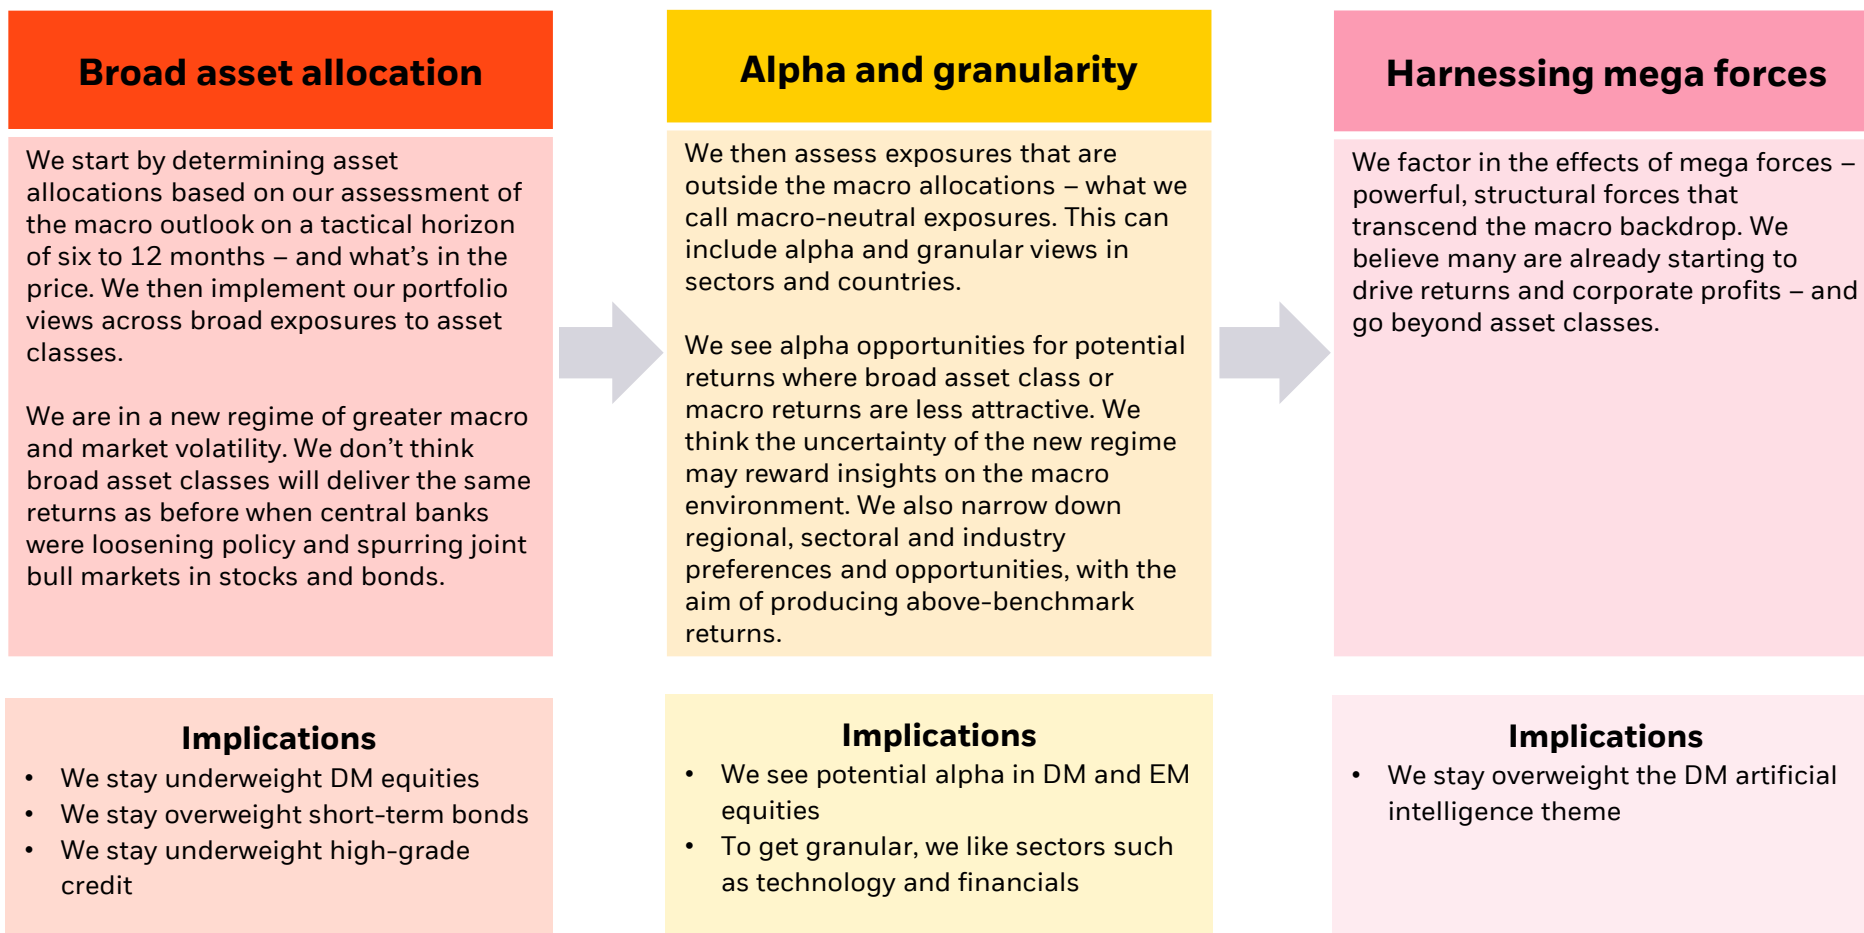 Broad asset allocation
We start by determining asset
allocations based on our assessment of
the macro outlook on a tactical horizon
of six to 12 months – and what's in the
price. We then implement our portfolio
views across broad exposures to asset
classes.
We are in a new regime of greater macro
and market volatility. We don’t think
broad asset classes will deliver the same
returns as before when central banks
were loosening policy and spurring joint
bull markets in stocks and bonds.
Implications
• We stay underweight DM equities
• We stay overweight short-term bonds
• We stay underweight high-grade
credit
Alpha and granularity
We then assess exposures that are
outside the macro allocations – what we
call macro-neutral exposures. This can
include alpha and granular views in
sectors and countries.
We see alpha opportunities for potential
returns where broad asset class or
macro returns are less attractive. We
think the uncertainty of the new regime
may reward insights on the macro
environment. We also narrow down
regional, sectoral and industry
preferences and opportunities, with the
aim of producing above-benchmark
returns.
Implications
• We see potential alpha in DM and EM
equities
• To get granular, we like sectors such
as technology and financials
Harnessing mega forces
We factor in the effects of mega forces –
powerful, structural forces that
transcend the macro backdrop. We
believe many are already starting to
drive returns and corporate profits – and
go beyond asset classes.
Implications
• We stay overweight the DM artificial
intelligence theme